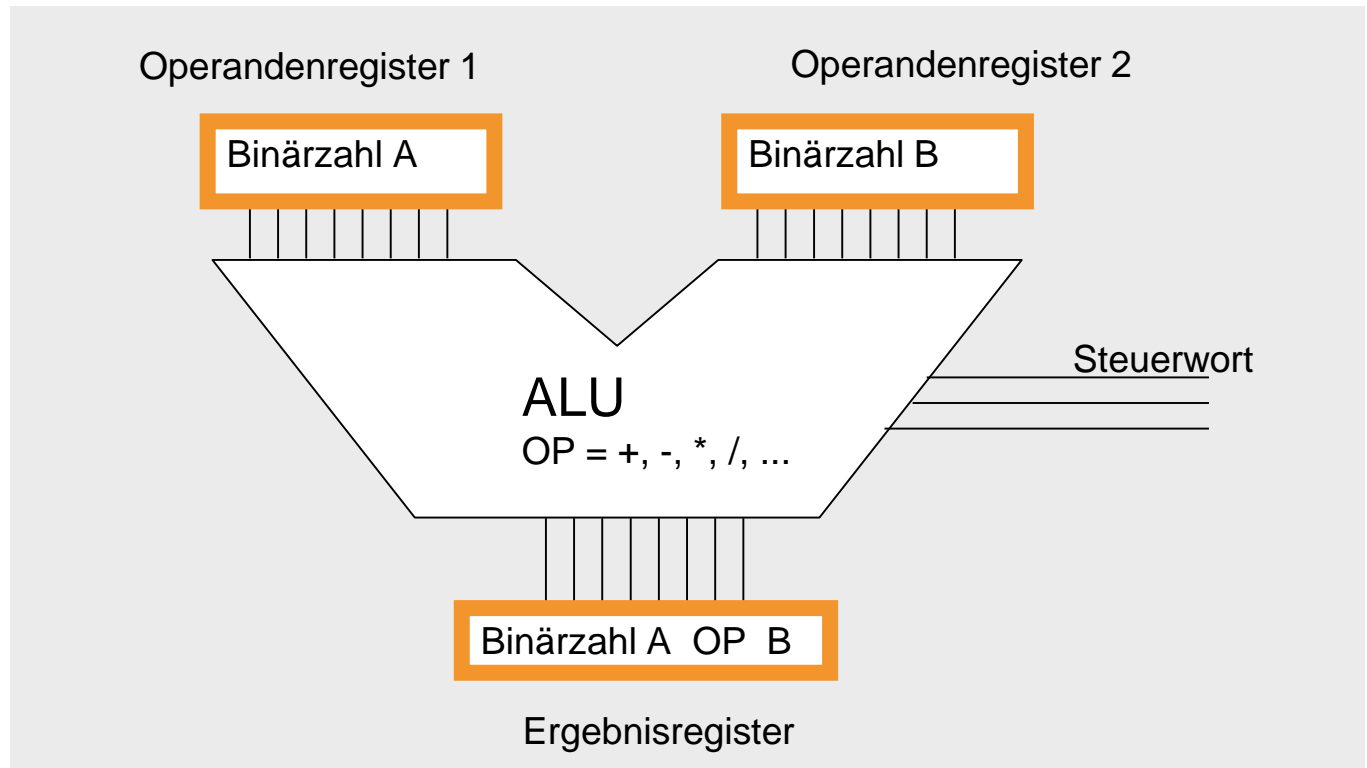 Operandenregister 1
Operandenregister 2
Binärzahl A
Binärzahl B
Steuerwort
ALU
OP = +, -, *, /, ...
Binärzahl A OP B
Ergebnisregister